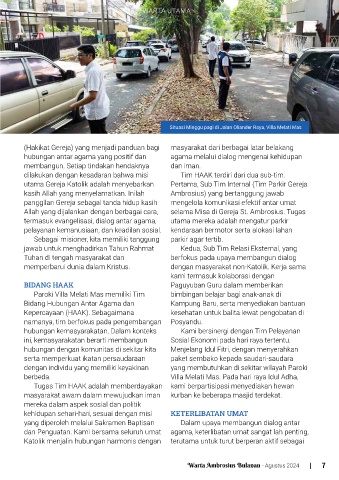 WARTA UTAMA
Situasi Minggu pagi di Jalan Oliander Raya, Villa Melati Mas
(Hakikat Gereja) yang menjadi panduan bagi
hubungan antar agama yang positif dan
membangun. Setiap tindakan hendaknya
dilakukan dengan kesadaran bahwa misi
utama Gereja Katolik adalah menyebarkan
kasih Allah yang menyelamatkan. Inilah
panggilan Gereja sebagai tanda hidup kasih
Allah yang dijalankan dengan berbagai cara,
termasuk evangelisasi, dialog antar agama,
pelayanan kemanusiaan, dan keadilan sosial.
Sebagai misioner, kita memiliki tanggung
jawab untuk menghadirkan Tahun Rahmat
Tuhan di tengah masyarakat dan
memperbarui dunia dalam Kristus.
BIDANG HAAK
Paroki Villa Melati Mas memiliki Tim
Bidang Hubungan Antar Agama dan
Kepercayaan (HAAK). Sebagaimana
namanya, tim berfokus pada pengembangan
hubungan kemasyarakatan. Dalam konteks
ini, kemasyarakatan berarti membangun
hubungan dengan komunitas di sekitar kita
serta memperkuat ikatan persaudaraan
dengan individu yang memiliki keyakinan
berbeda.
Tugas Tim HAAK adalah memberdayakan
masyarakat awam dalam mewujudkan iman
mereka dalam aspek sosial dan politik
kehidupan sehari-hari, sesuai dengan misi
yang diperoleh melalui Sakramen Baptisan
dan Penguatan. Kami bersama seluruh umat
Katolik menjalin hubungan harmonis dengan
masyarakat dari berbagai latar belakang
agama melalui dialog mengenai kehidupan
dan iman.
Tim HAAK terdiri dari dua sub-tim.
Pertama, Sub Tim Internal (Tim Parkir Gereja
Ambrosius) yang bertanggung jawab
mengelola komunikasi efektif antar umat
selama Misa di Gereja St. Ambrosius. Tugas
utama mereka adalah mengatur parkir
kendaraan bermotor serta alokasi lahan
parkir agar tertib.
Kedua, Sub Tim Relasi Eksternal, yang
berfokus pada upaya membangun dialog
dengan masyarakat non-Katolik. Kerja sama
kami termasuk kolaborasi dengan
Paguyuban Guru dalam memberikan
bimbingan belajar bagi anak-anak di
Kampung Baru, serta menyediakan bantuan
kesehatan untuk balita lewat pengobatan di
Posyandu.
Kami bersinergi dengan Tim Pelayanan
Sosial Ekonomi pada hari raya tertentu.
Menjelang Idul Fitri, dengan menyerahkan
paket sembako kepada saudari-saudara
yang membutuhkan di sekitar wilayah Paroki
Villa Melati Mas. Pada hari raya Idul Adha,
kami berpartisipasi menyediakan hewan
kurban ke beberapa masjid terdekat.
KETERLIBATAN UMAT
Dalam upaya membangun dialog antar
agama, keterlibatan umat sangatlah penting,
terutama untuk turut berperan aktif sebagai
Warta Ambrosius Bulanan - Agustus 2024 | 7